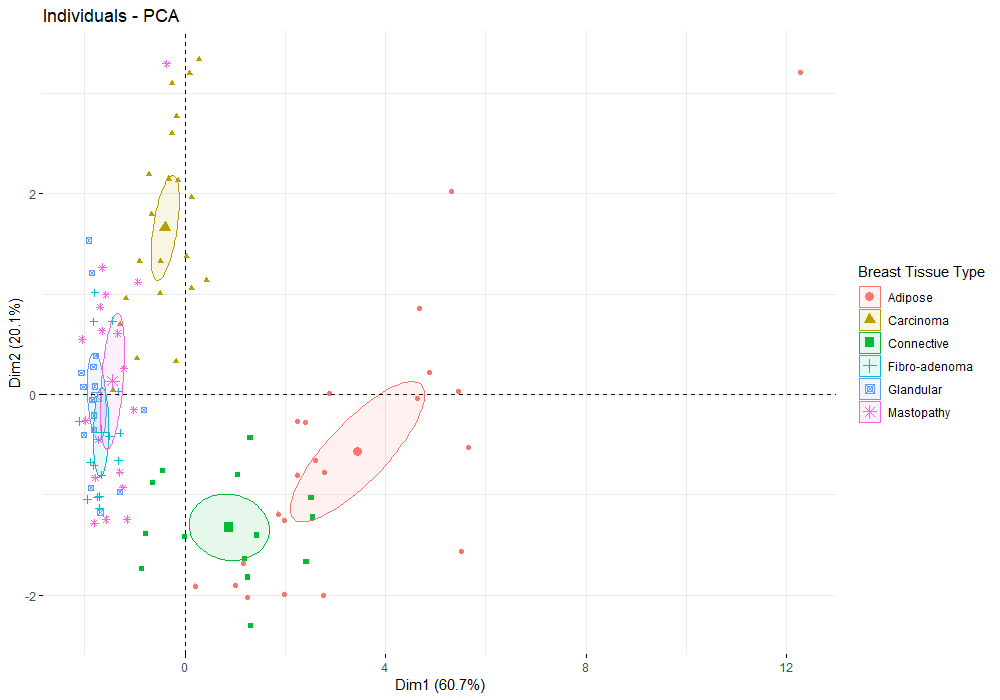 Individuals - PCA
2
0
-2
Dim2 (20.1%)
0
4
8
12
Dim1 (60.7%)
Breast Tissue Type
Adipose
Carcinoma
Connective
Fibro-adenoma
Glandular
Mastopathy